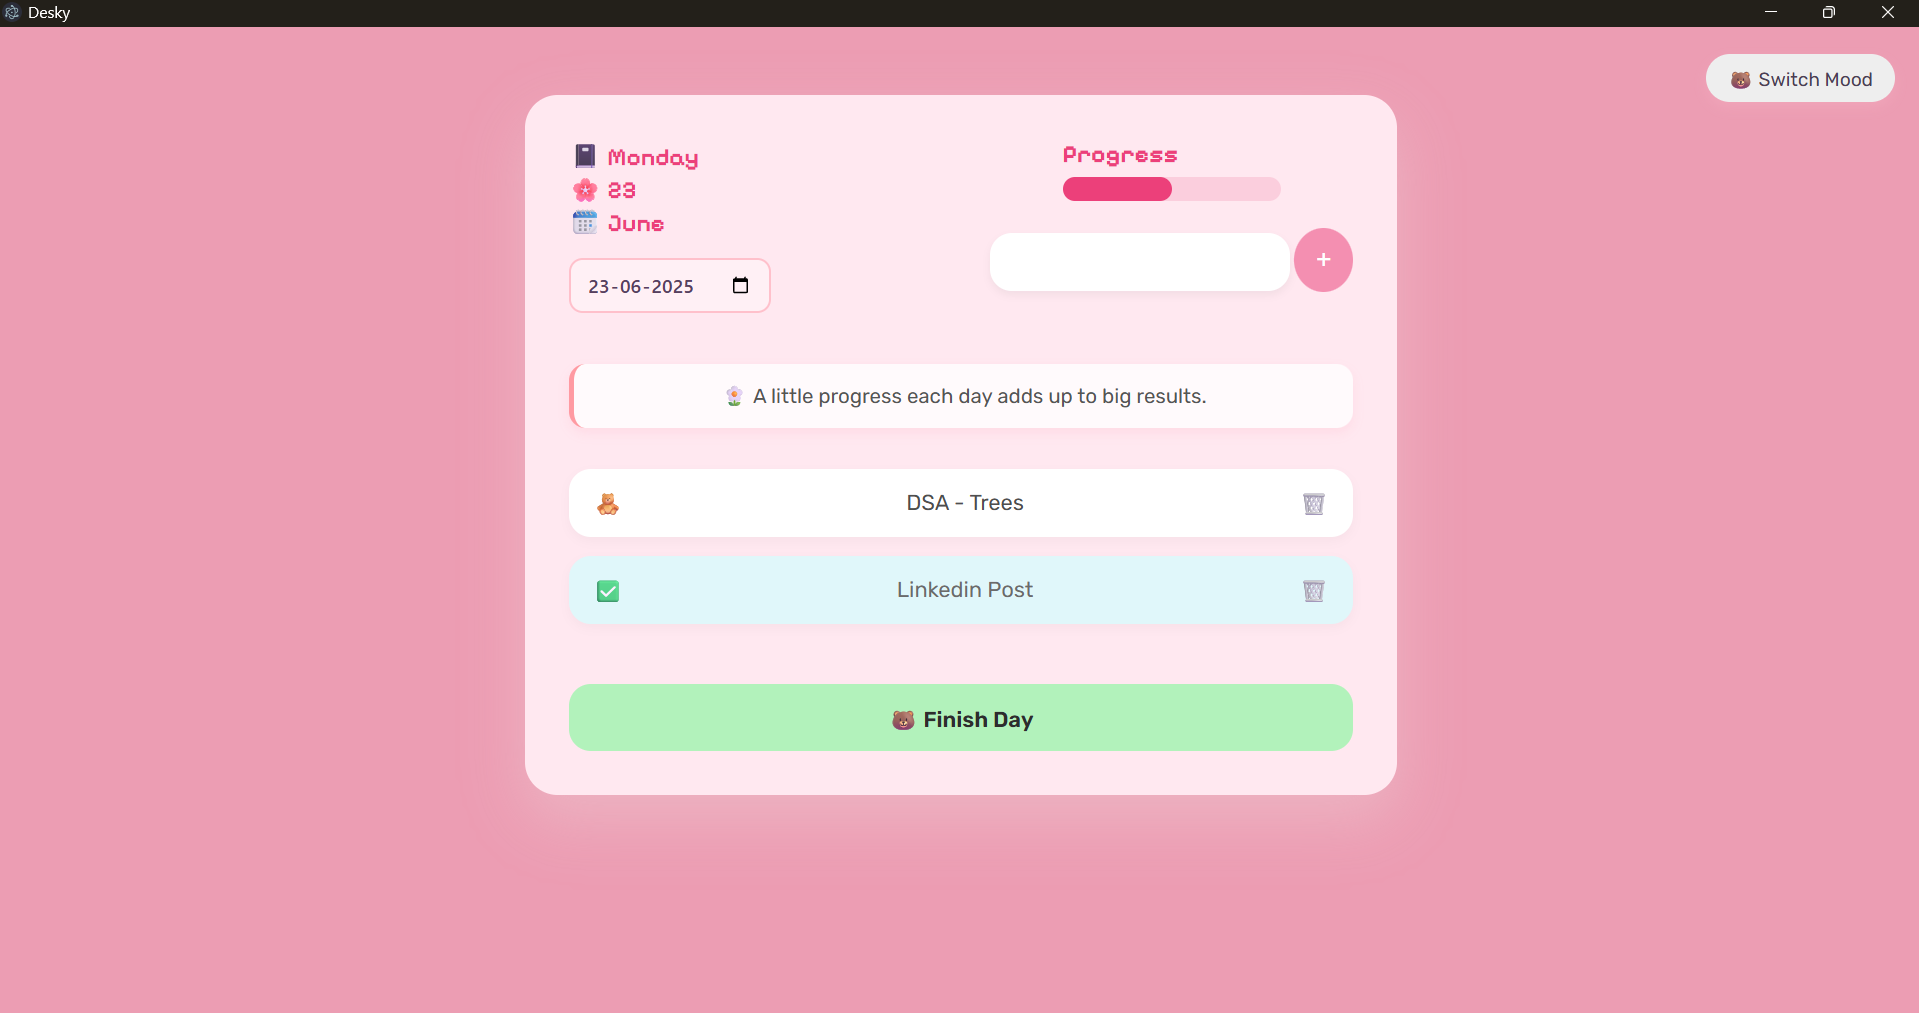 Desky
Switch Mood
Monday
23
June
23-06-2025
Progress
+
A little progress each day adds up to big results.
DSA - Trees
Linkedin Post
Finish Day